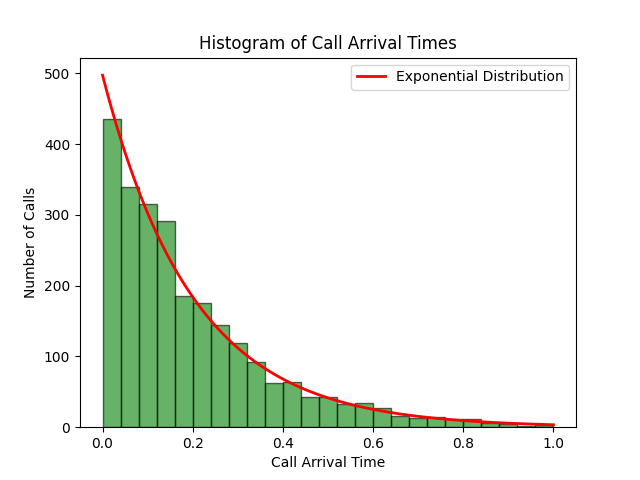 Histogram of Call Arrival Times
Exponential Distribution
Number of Calls
500
400
300
200
100
0
0.0 0.2 0.4 0.6 0.8 1.0
Call Arrival Time